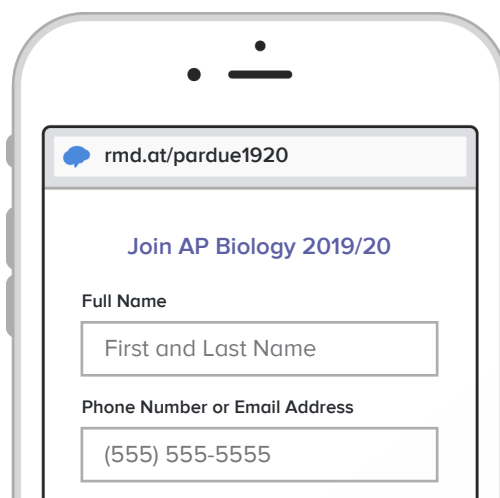 rmd.at/pardue1920
Join AP Biology 2019/20
Full Name
First and Last Name
Phone Number or Email Address
(555) 555-5555